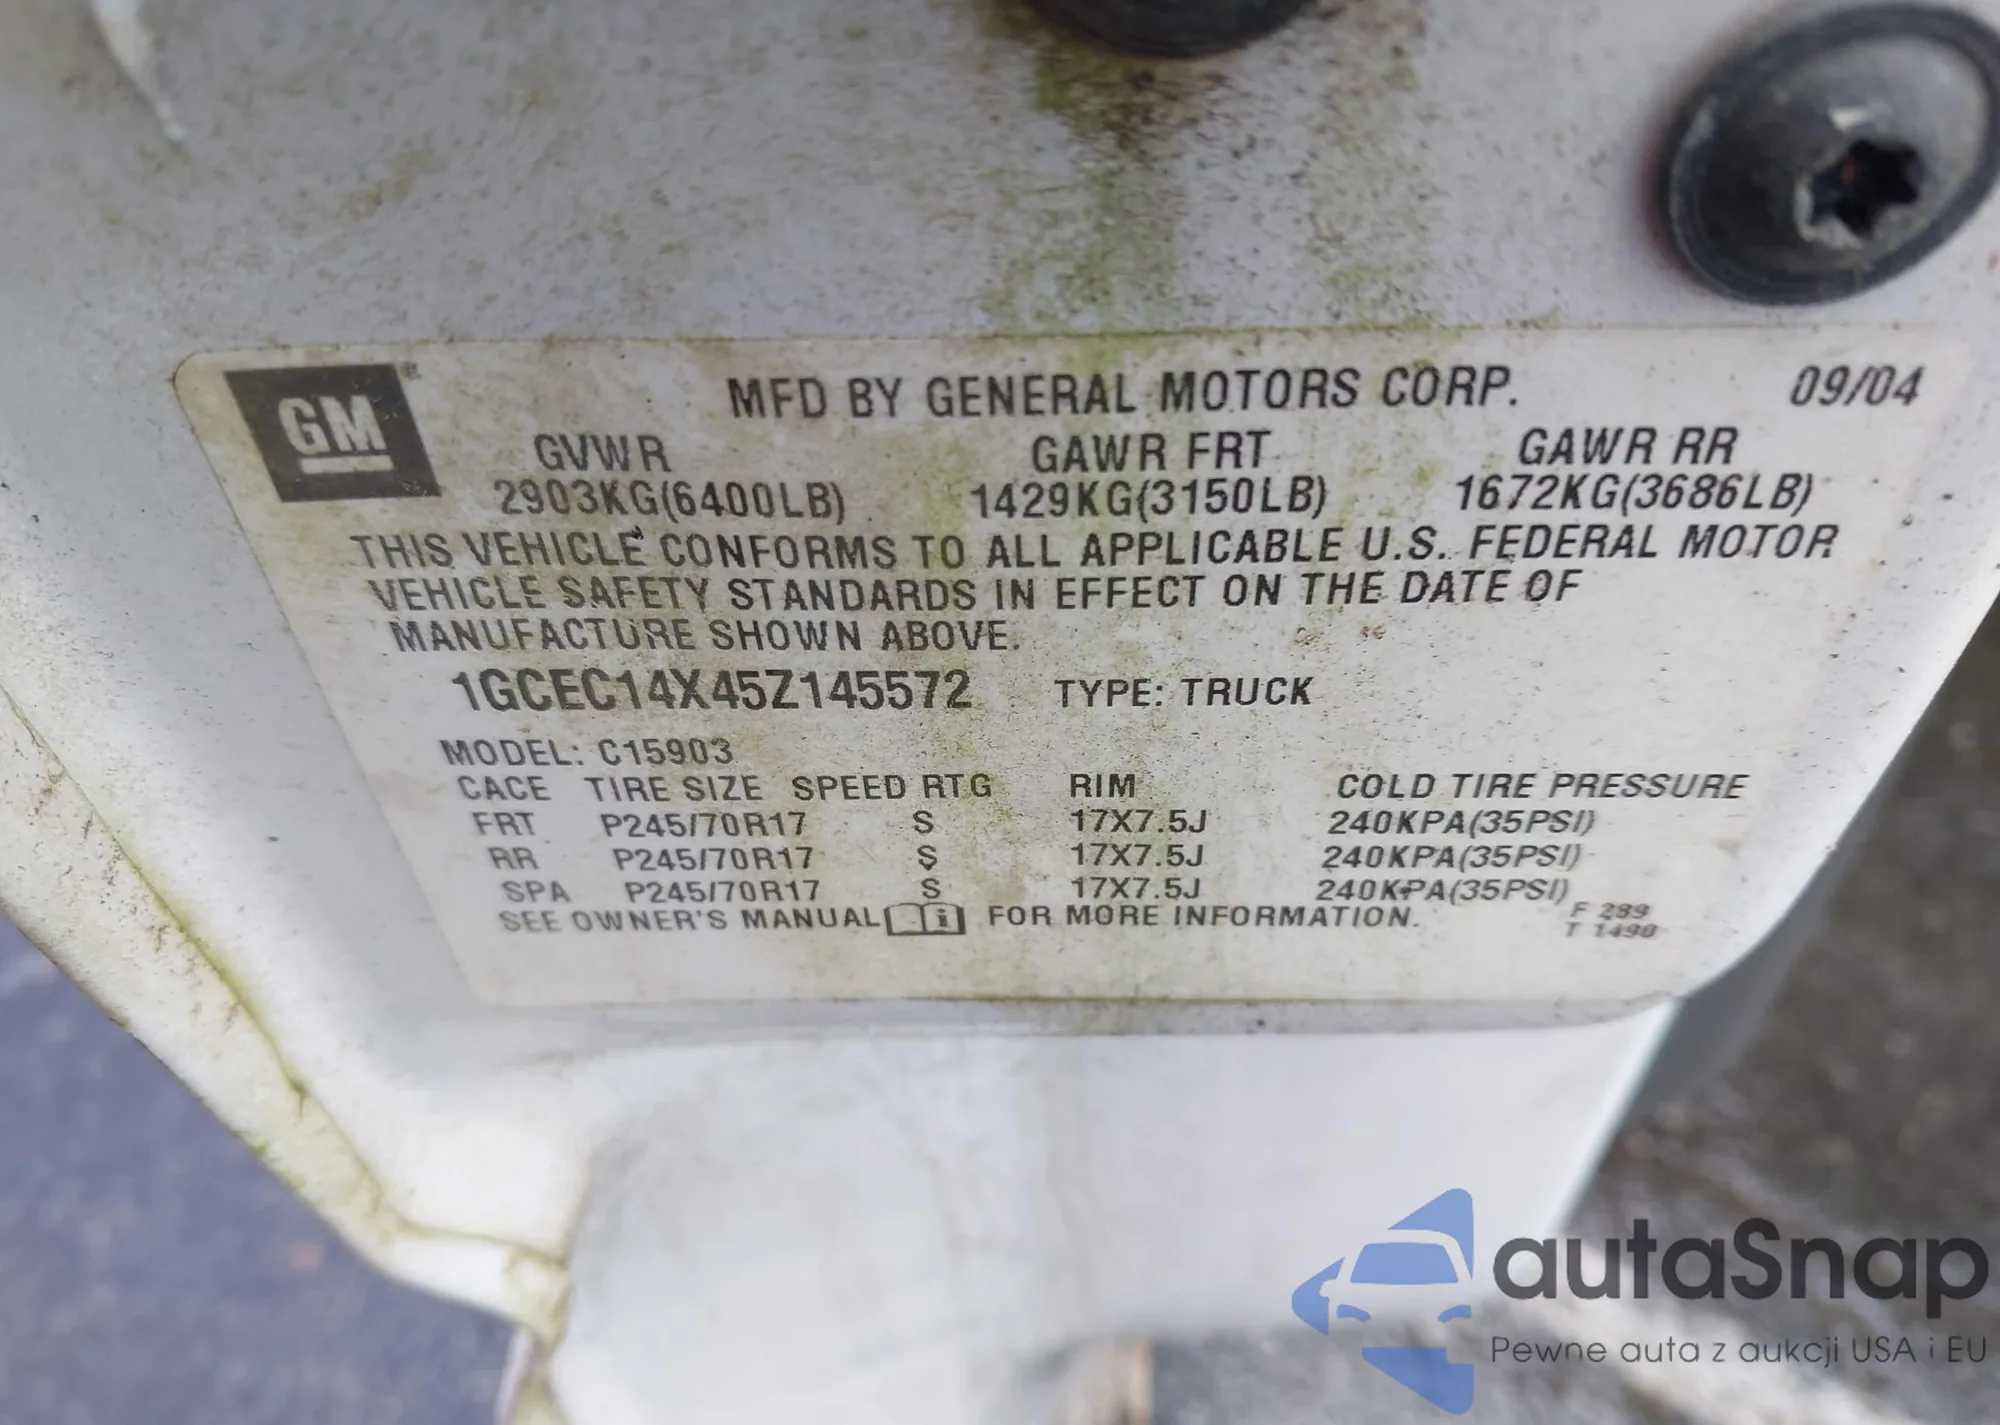 GM ®
MFD BY GENERAL MOTORS CORP. 09/04
GVWR GAWR FRT GAWR RR
2903KG(6400LB) 1429KG(3150LB) 1672KG(3686LB)
THIS VEHICLE CONFORMS TO ALL APPLICABLE U.S. FEDERAL MOTOR
VEHICLE SAFETY STANDARDS IN EFFECT ON THE DATE OF
MANUFACTURE SHOWN ABOVE.
1GCEC14X45Z145572 TYPE: TRUCK
MODEL: C15903
CACE TIRE SIZE SPEED RTG RIM COLD TIRE PRESSURE
FRT P245/70R17 S 17X7.5J 240KPA(35PSI)
RR P245/70R17 S 17X7.5J 240KPA(35PSI)
SPA P245/70R17 S 17X7.5J 240KPA(35PSI)
SEE OWNER'S MANUAL i FOR MORE INFORMATION.
F 289
T 1490
autaSnap
Pewne auta z aukcji USA i EU